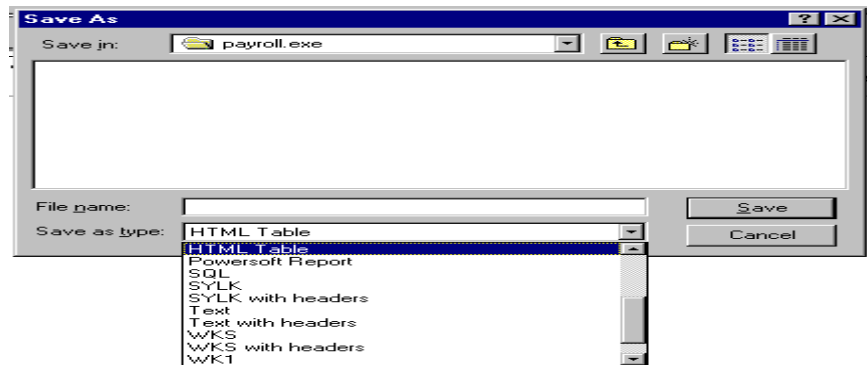 Save As
Save in: payroll.exe
File name:
Save
Save as type: HTML Table
Cancel
HTML Table
Powersoft Report
SQL
SYLK
SYLK with headers
Text
Text with headers
WKS
WKS with headers
WK1